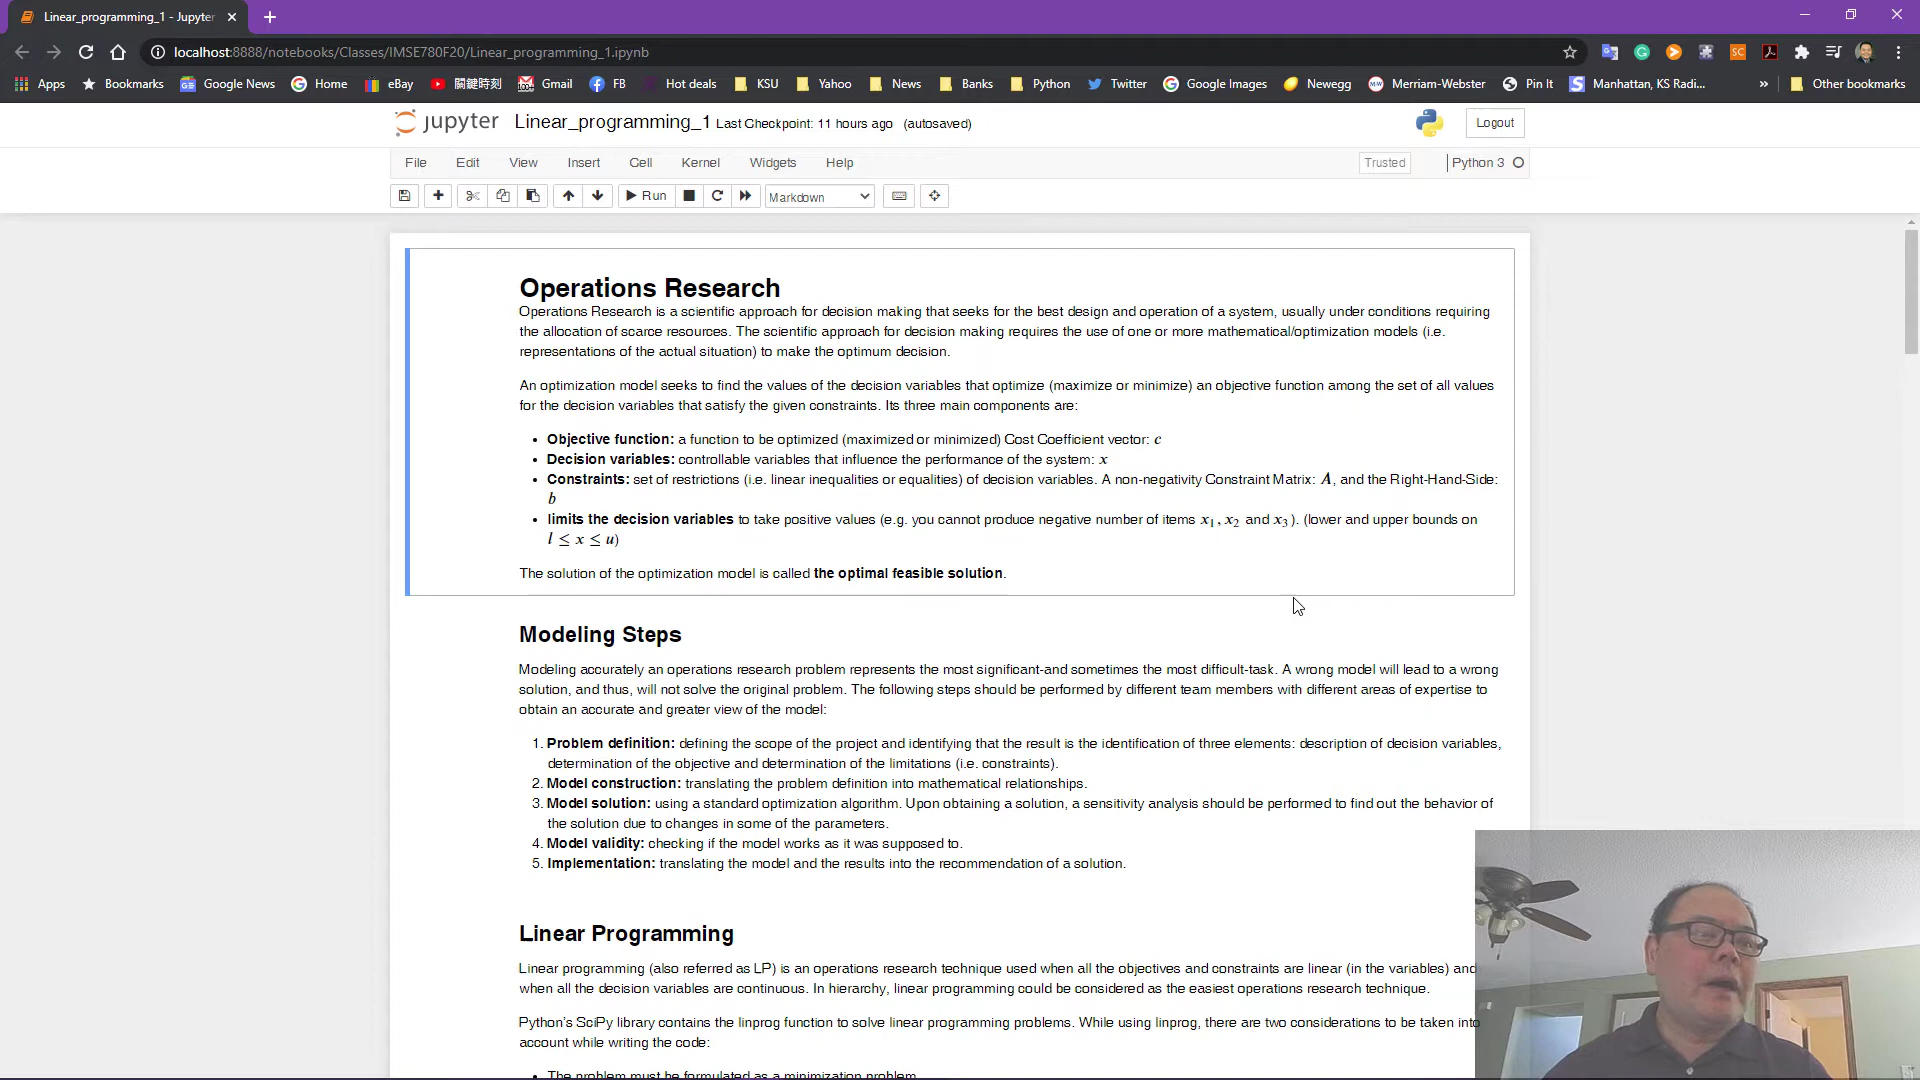 Linear_programming_1 - Jupyter
localhost:8888/notebooks/Classes/IMSE780F20/Linear_programming_1.ipynb
Apps Bookmarks Google News Home eBay 關鍵時刻 Gmail FB Hot deals KSU Yahoo News Banks Python Twitter Google Images Newegg Merriam-Webster Pin It Manhattan, KS Radi... » Other bookmarks
jupyter Linear_programming_1 Last Checkpoint: 11 hours ago (autosaved) Logout
File Edit View Insert Cell Kernel Widgets Help Trusted Python 3
Run Markdown
Operations Research
Operations Research is a scientific approach for decision making that seeks for the best design and operation of a system, usually under conditions requiring
the allocation of scarce resources. The scientific approach for decision making requires the use of one or more mathematical/optimization models (i.e.
representations of the actual situation) to make the optimum decision.
An optimization model seeks to find the values of the decision variables that optimize (maximize or minimize) an objective function among the set of all values
for the decision variables that satisfy the given constraints. Its three main components are:
• Objective function: a function to be optimized (maximized or minimized) Cost Coefficient vector: c
• Decision variables: controllable variables that influence the performance of the system: x
• Constraints: set of restrictions (i.e. linear inequalities or equalities) of decision variables. A non-negativity Constraint Matrix: A, and the Right-Hand-Side:
b
• limits the decision variables to take positive values (e.g. you cannot produce negative number of items x₁, x₂ and x₃). (lower and upper bounds on
l ≤ x ≤ u)
The solution of the optimization model is called the optimal feasible solution.
Modeling Steps
Modeling accurately an operations research problem represents the most significant-and sometimes the most difficult-task. A wrong model will lead to a wrong
solution, and thus, will not solve the original problem. The following steps should be performed by different team members with different areas of expertise to
obtain an accurate and greater view of the model:
1. Problem definition: defining the scope of the project and identifying that the result is the identification of three elements: description of decision variables,
determination of the objective and determination of the limitations (i.e. constraints).
2. Model construction: translating the problem definition into mathematical relationships.
3. Model solution: using a standard optimization algorithm. Upon obtaining a solution, a sensitivity analysis should be performed to find out the behavior of
the solution due to changes in some of the parameters.
4. Model validity: checking if the model works as it was supposed to.
5. Implementation: translating the model and the results into the recommendation of a solution.
Linear Programming
Linear programming (also referred as LP) is an operations research technique used when all the objectives and constraints are linear (in the variables) and
when all the decision variables are continuous. In hierarchy, linear programming could be considered as the easiest operations research technique.
Python's SciPy library contains the linprog function to solve linear programming problems. While using linprog, there are two considerations to be taken into
account while writing the code:
• The problem must be formulated as a minimization problem